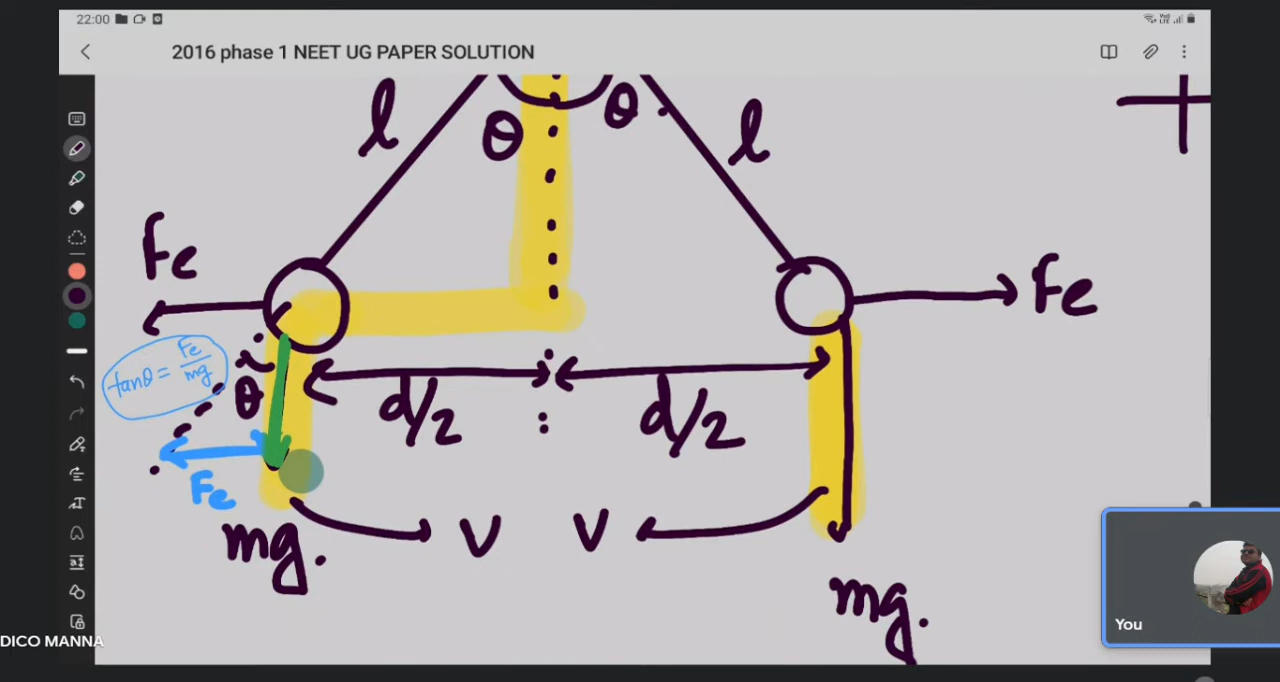 22:00
2016 phase 1 NEET UG PAPER SOLUTION
l θ θ l
Fe Fe
tanθ = Fe/mg
θ d/2 d/2
Fe
mg. V V
mg.
You
DICO MANNA